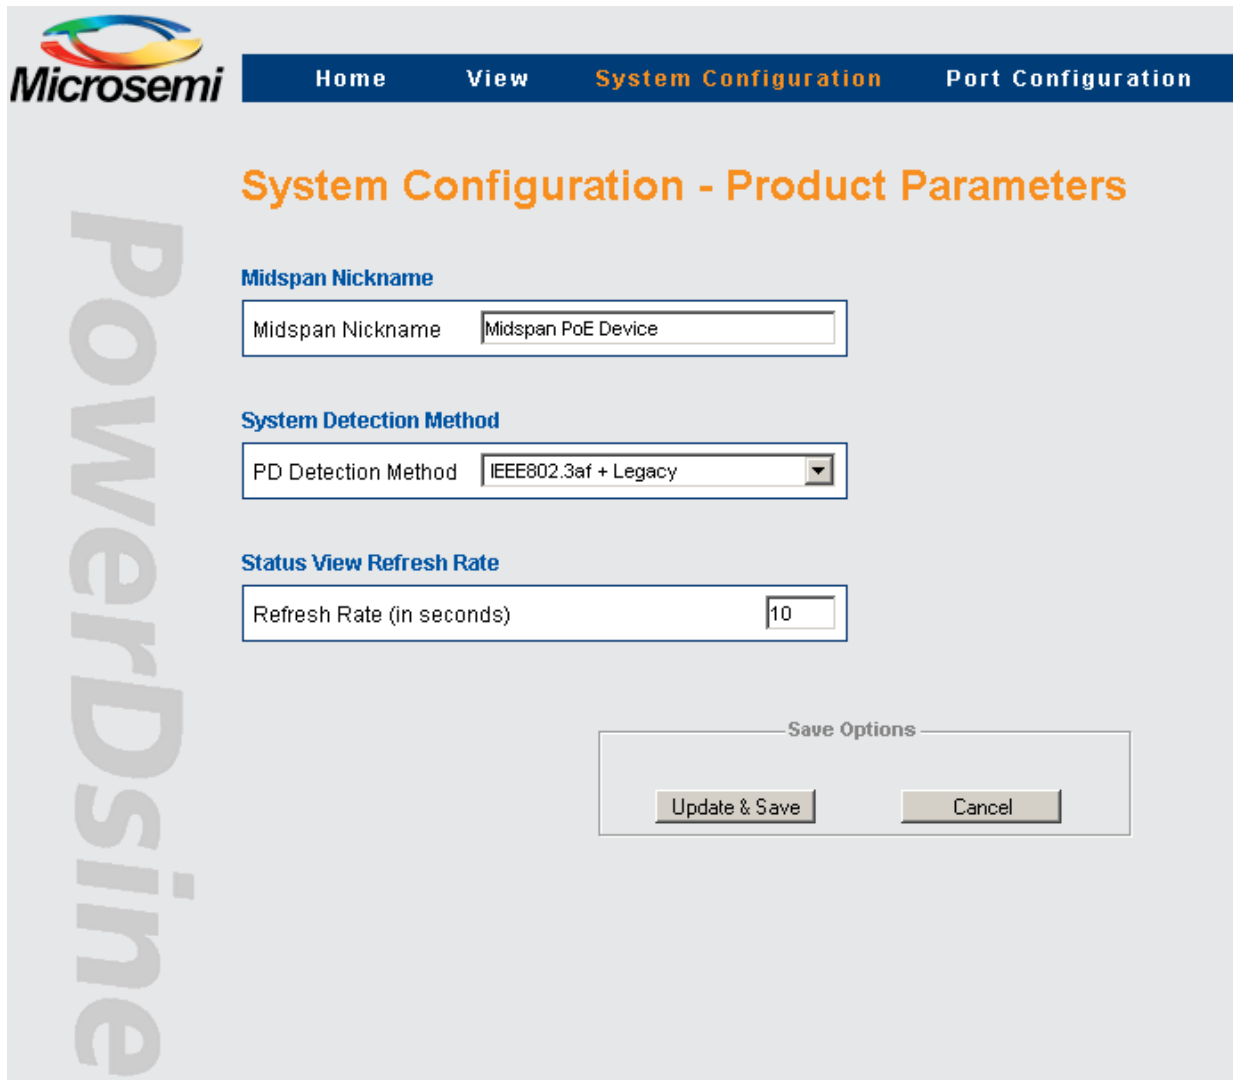 Microsemi
Home View System Configuration Port Configuration
System Configuration - Product Parameters
PowerDsine
Midspan Nickname
Midspan Nickname Midspan PoE Device
System Detection Method
PD Detection Method IEEE802.3af + Legacy
Status View Refresh Rate
Refresh Rate (in seconds) 10
Save Options
Update & Save Cancel